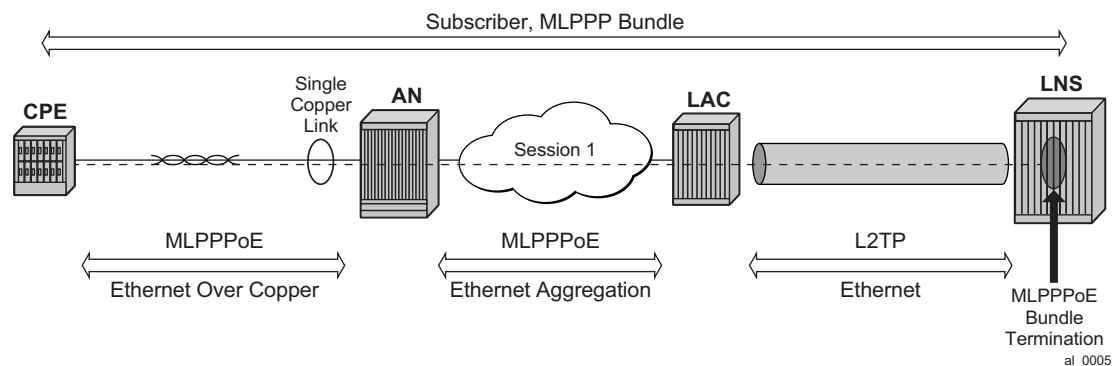 Subscriber, MLPPP Bundle
CPE
Single
Copper
Link
AN
Session 1
LAC
LNS
MLPPPoE
Ethernet Over Copper
MLPPPoE
Ethernet Aggregation
L2TP
Ethernet
MLPPPoE
Bundle
Termination
al_0005